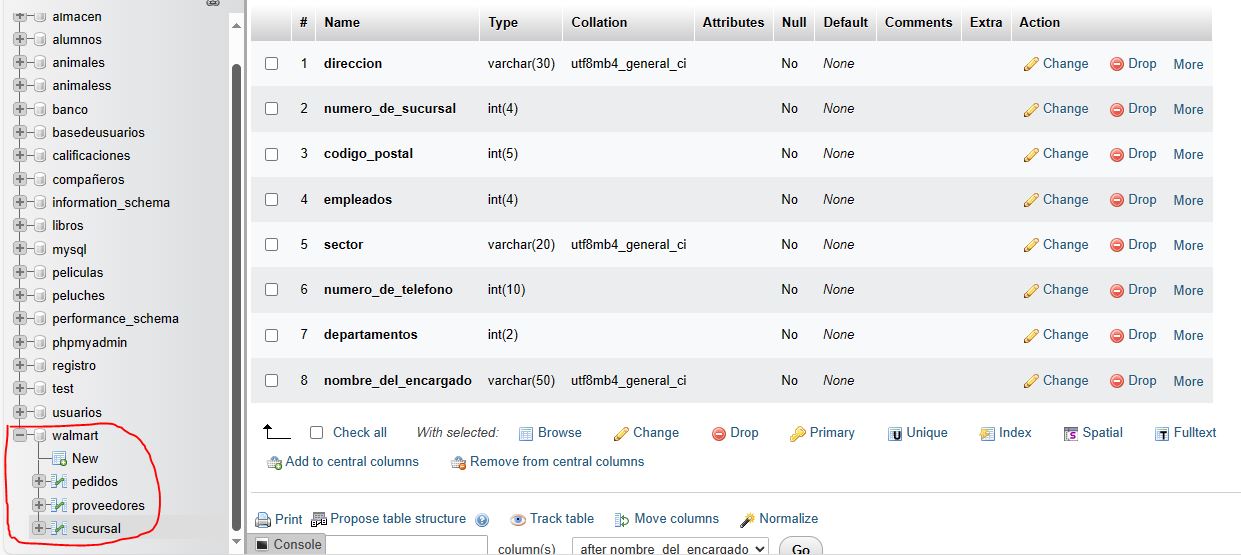 almacen
alumnos
animales
animaless
banco
basedeusuarios
calificaciones
compañeros
information_schema
libros
mysql
peliculas
peluches
performance_schema
phpmyadmin
registro
test
usuarios
walmart
New
pedidos
proveedores
sucursal
# Name Type Collation Attributes Null Default Comments Extra Action
1 direccion varchar(30) utf8mb4_general_ci No None Change Drop More
2 numero_de_sucursal int(4) No None Change Drop More
3 codigo_postal int(5) No None Change Drop More
4 empleados int(4) No None Change Drop More
5 sector varchar(20) utf8mb4_general_ci No None Change Drop More
6 numero_de_telefono int(10) No None Change Drop More
7 departamentos int(2) No None Change Drop More
8 nombre_del_encargado varchar(50) utf8mb4_general_ci No None Change Drop More
Check all With selected: Browse Change Drop Primary Unique Index Spatial Fulltext
Add to central columns Remove from central columns
Print Propose table structure Track table Move columns Normalize
Console column(s) after nombre_del_encargado Go